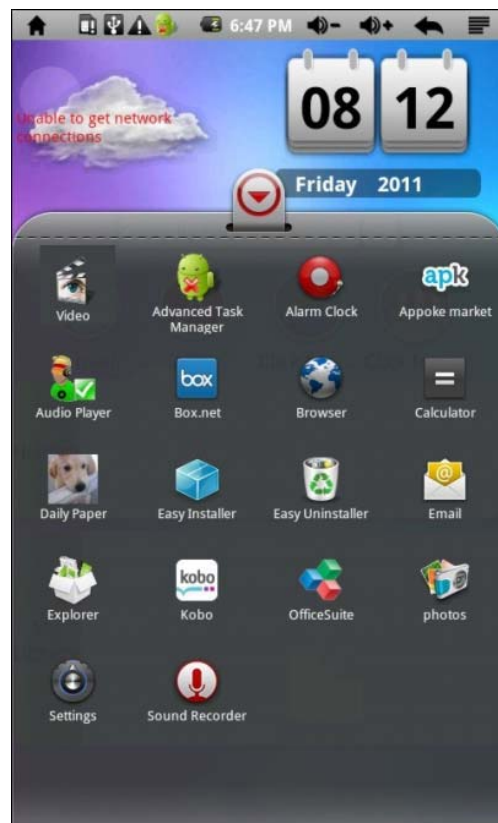 6:47 PM
Unable to get network
connections
08 12
Friday 2011
Video
Advanced Task
Manager
Alarm Clock
apk
Appoke market
Audio Player
box
Box.net
Browser
Calculator
Daily Paper
Easy Installer
Easy Uninstaller
Email
Explorer
kobo
Kobo
OfficeSuite
photos
Settings
Sound Recorder